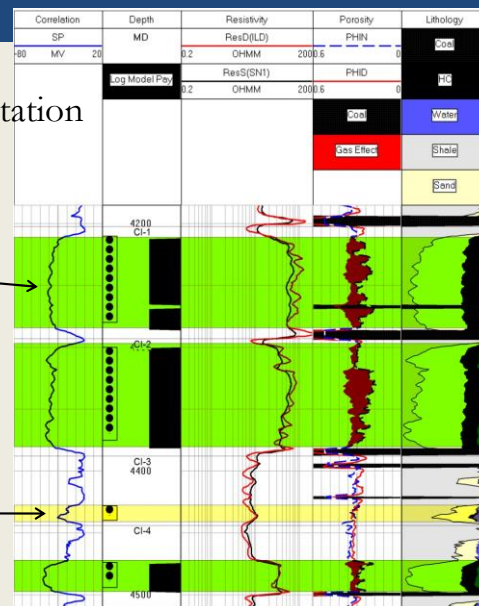 Correlation Depth Resistivity Porosity Lithology
SP MD ResD(ILD) PHIN Coal
-80 MV 20 0.2 OHMM 2000 0.6 0
Log Model Pay ResS(SN1) PHID HC
0.2 OHMM 2000 0.6 0
tation
Coal Water
Gas Effect Shale
Sand
4200
CI-1
CI-2
CI-3
4400
CI-4
4500